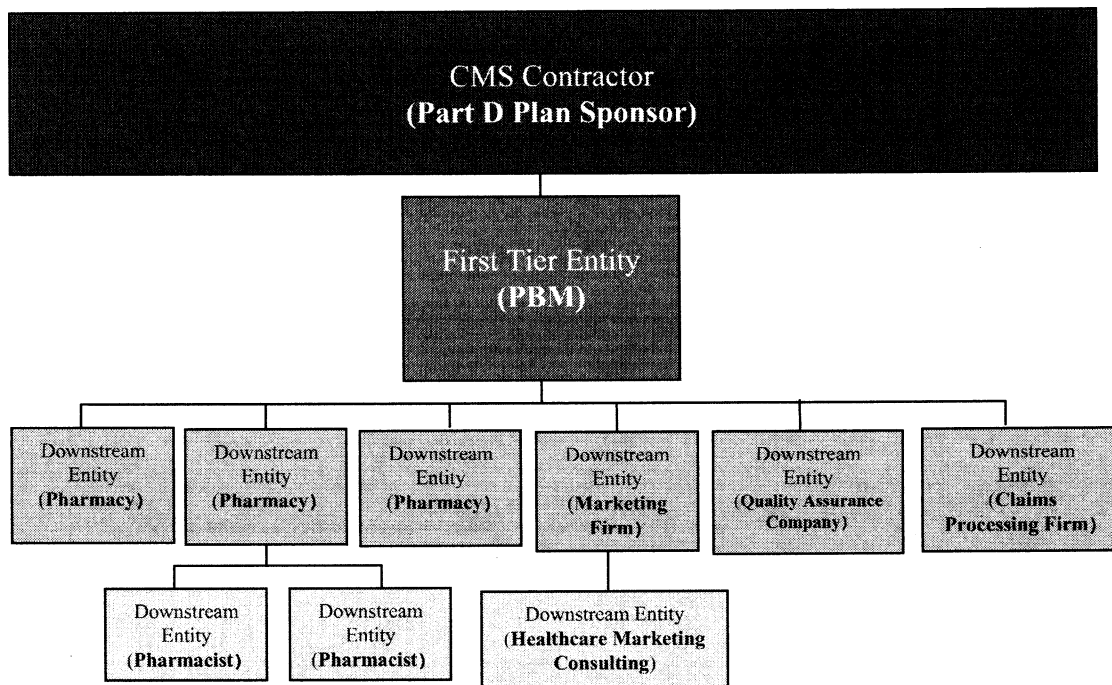 CMS Contractor
(Part D Plan Sponsor)
First Tier Entity
(PBM)
Downstream
Entity
(Pharmacy)
Downstream
Entity
(Pharmacy)
Downstream
Entity
(Pharmacy)
Downstream
Entity
(Marketing
Firm)
Downstream
Entity
(Quality Assurance
Company)
Downstream
Entity
(Claims
Processing Firm)
Downstream
Entity
(Pharmacist)
Downstream
Entity
(Pharmacist)
Downstream Entity
(Healthcare Marketing
Consulting)